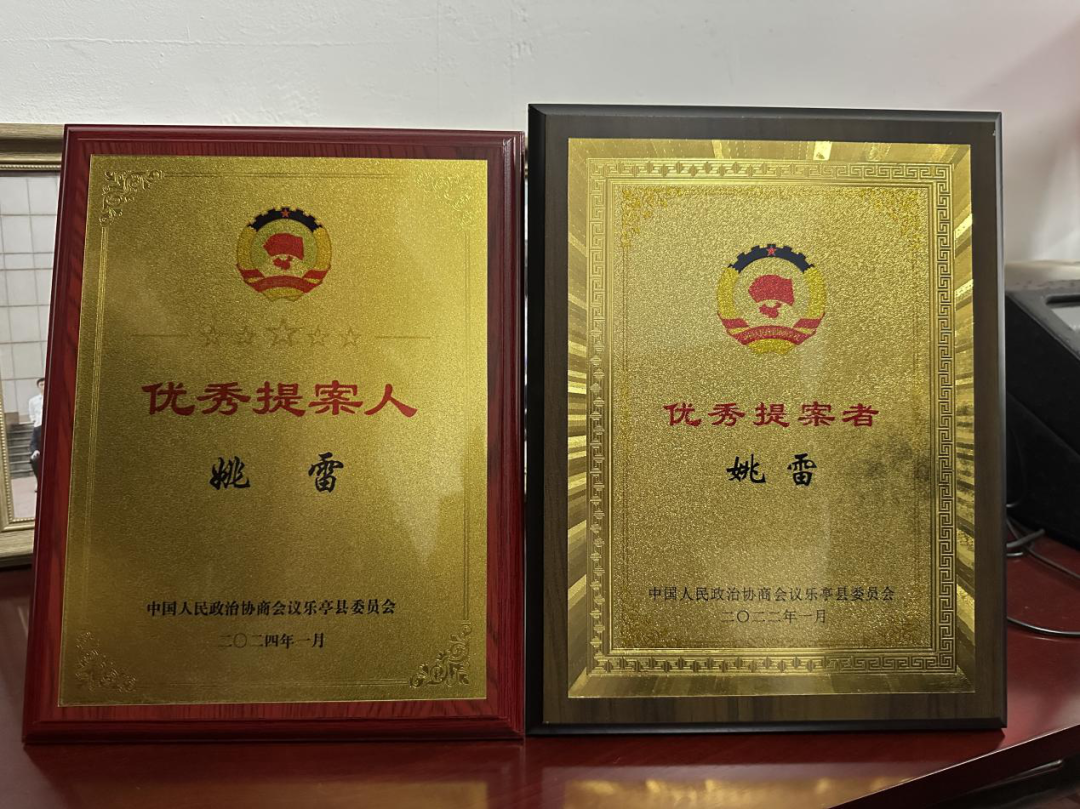 优秀提案人
姚 雷
中国人民政治协商会议乐亭县委员会
二〇二四年一月
优秀提案者
姚 雷
中国人民政治协商会议乐亭县委员会
二〇二二年一月